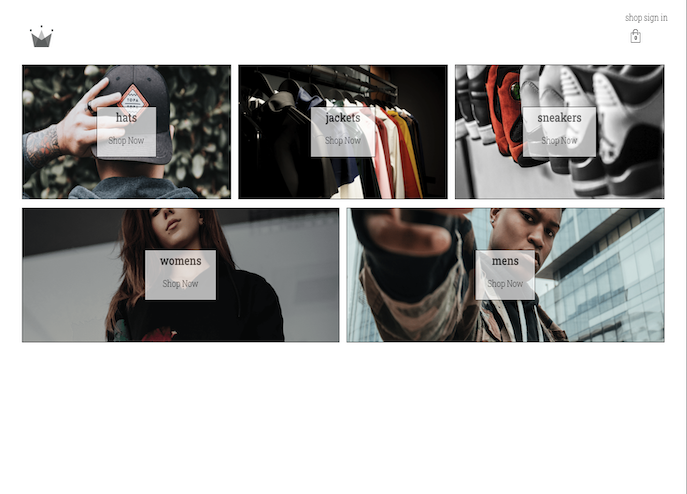 shop sign in
0
hats
Shop Now
jackets
Shop Now
sneakers
Shop Now
womens
Shop Now
mens
Shop Now